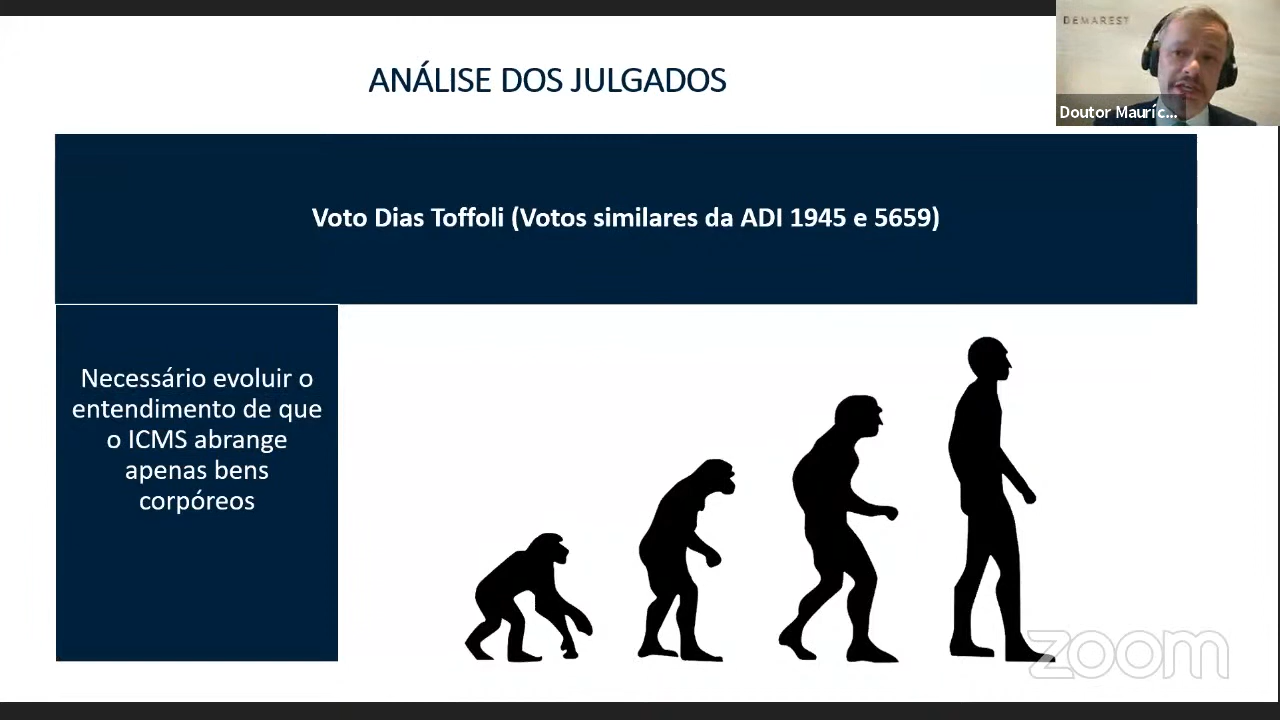 DEMAREST
ANÁLISE DOS JULGADOS
Doutor Mauríc...
Voto Dias Toffoli (Votos similares da ADI 1945 e 5659)
Necessário evoluir o
entendimento de que
o ICMS abrange
apenas bens
corpóreos
zoom